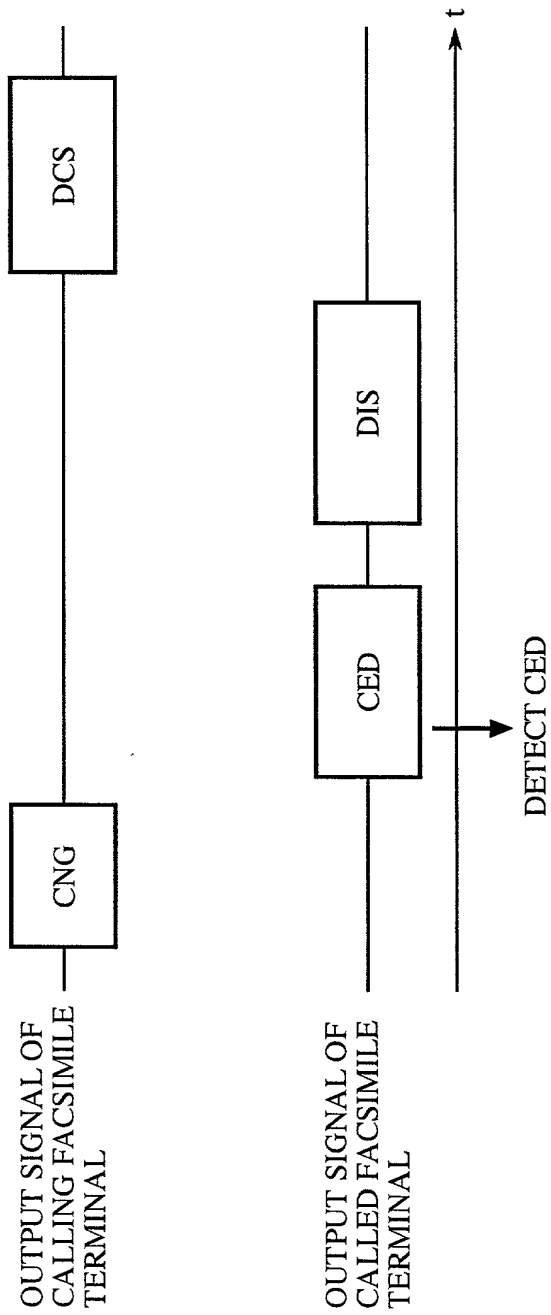 OUTPUT SIGNAL OF
CALLING FACSIMILE
TERMINAL
CNG
DCS
OUTPUT SIGNAL OF
CALLED FACSIMILE
TERMINAL
CED
DIS
t
DETECT CED